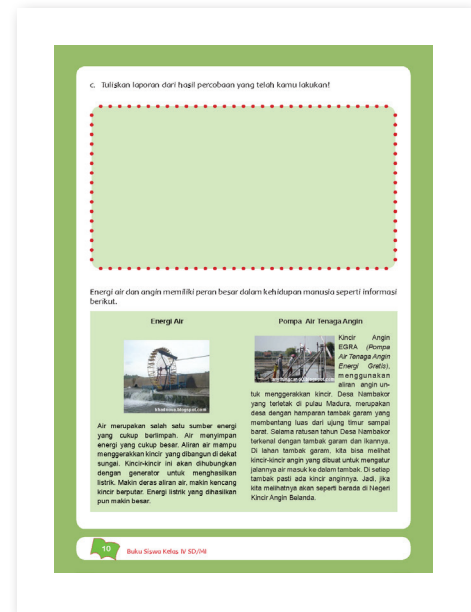 c. Tuliskan laporan dari hasil percobaan yang telah kamu lakukan!
Energi air dan angin memiliki peran besar dalam kehidupan manusia seperti informasi
berikut.
Energi Air
khatnews.blogspot.com
Air merupakan salah satu sumber energi
yang cukup berlimpah. Air menyimpan
energi yang cukup besar. Aliran air mampu
menggerakkan kincir yang dibangun di dekat
sungai. Kincir-kincir ini akan dihubungkan
dengan generator untuk menghasilkan
listrik. Makin deras aliran air, makin kencang
kincir berputar. Energi listrik yang dihasilkan
pun makin besar.
Pompa Air Tenaga Angin
Kincir Angin
EGRA (Pompa
Air Tenaga Angin
Energi Gratis),
menggunakan
aliran angin un-
tuk menggerakkan kincir. Desa Nambakor
yang terletak di pulau Madura, merupakan
desa dengan hamparan tambak garam yang
membentang luas dari ujung timur sampai
barat. Selama ratusan tahun Desa Nambakor
terkenal dengan tambak garam dan ikannya.
Di lahan tambak garam, kita bisa melihat
kincir-kincir angin yang dibuat untuk mengatur
jalannya air masuk ke dalam tambak. Di setiap
tambak pasti ada kincir anginnya. Jadi, jika
kita melihatnya akan seperti berada di Negeri
Kincir Angin Belanda.
10
Buku Siswa Kelas IV SD/MI